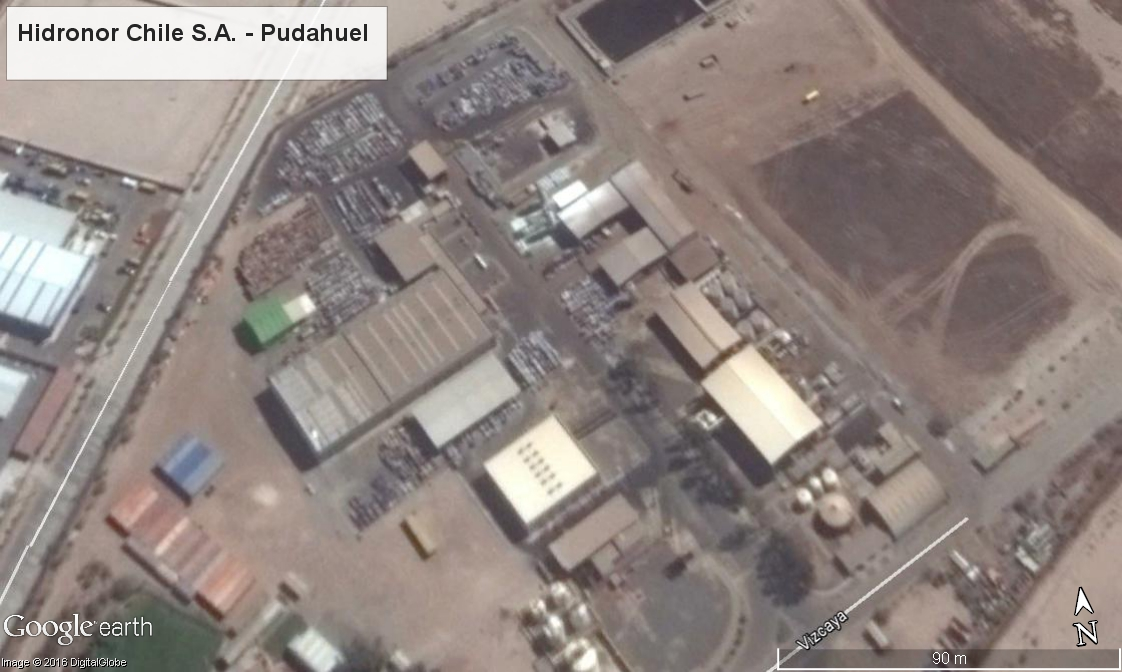 Hidronor Chile S.A. - Pudahuel
Vizcaya
Google earth
N
Image © 2016 DigitalGlobe
90 m